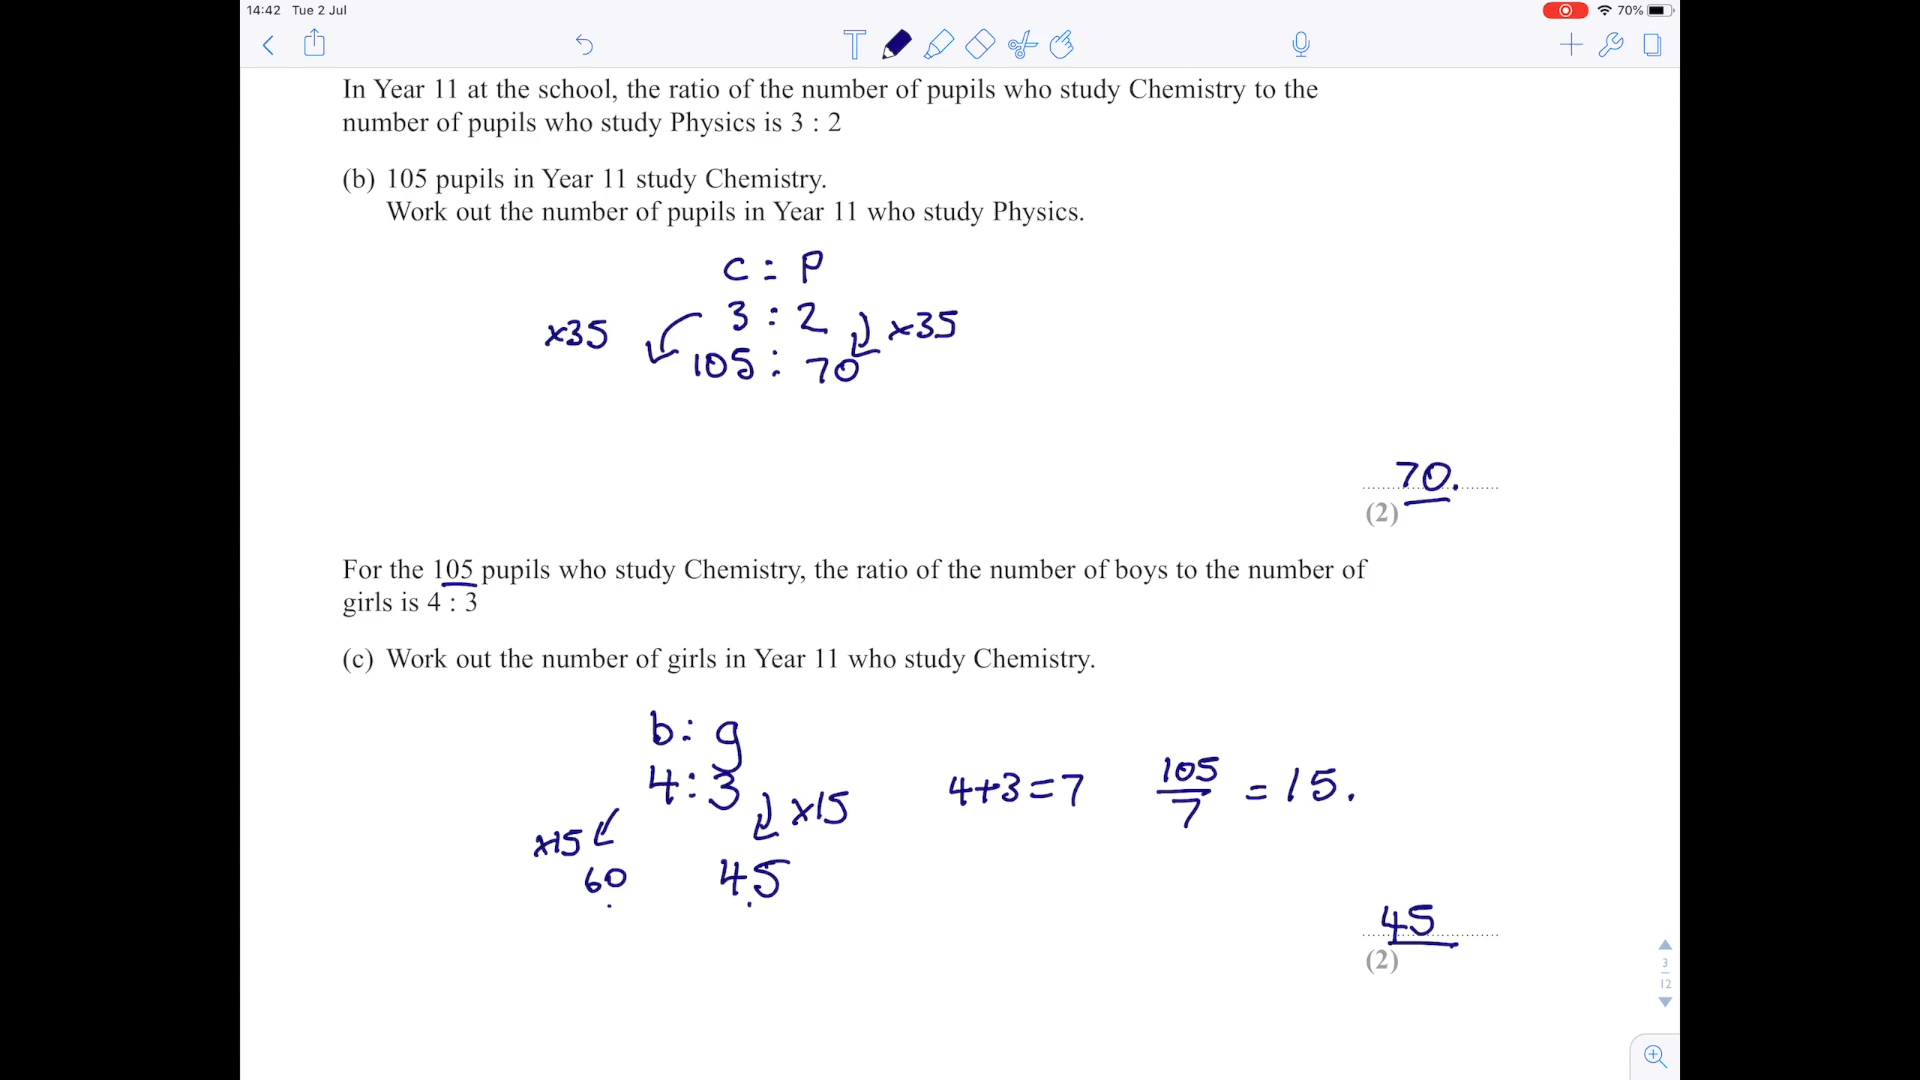 14:42 Tue 2 Jul
70%
T
In Year 11 at the school, the ratio of the number of pupils who study Chemistry to the
number of pupils who study Physics is 3 : 2
(b) 105 pupils in Year 11 study Chemistry.
Work out the number of pupils in Year 11 who study Physics.
c : P
x35 3 : 2 x35
105 : 70
70.
(2)
For the 105 pupils who study Chemistry, the ratio of the number of boys to the number of
girls is 4 : 3
(c) Work out the number of girls in Year 11 who study Chemistry.
b : g
4 : 3 x15 4+3=7 105/7 = 15.
x15
60 45
45
(2)
3
12